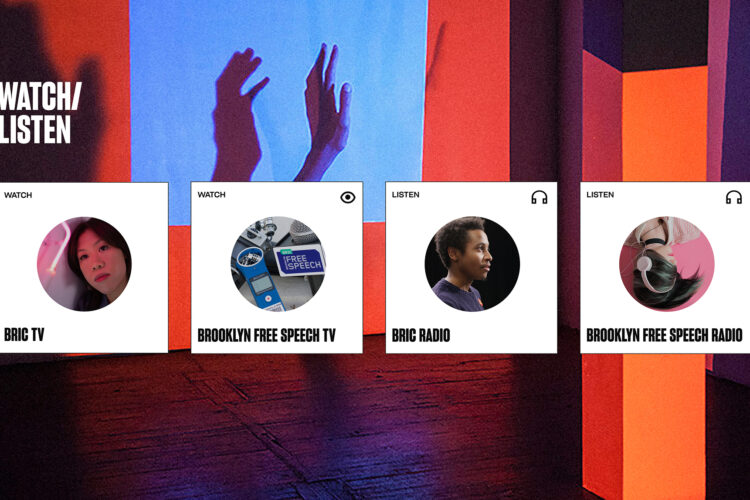 WATCH/
LISTEN
WATCH
BRIC TV
WATCH
FREE
SPEECH
BROOKLYN FREE SPEECH TV
LISTEN
BRIC RADIO
LISTEN
BROOKLYN FREE SPEECH RADIO